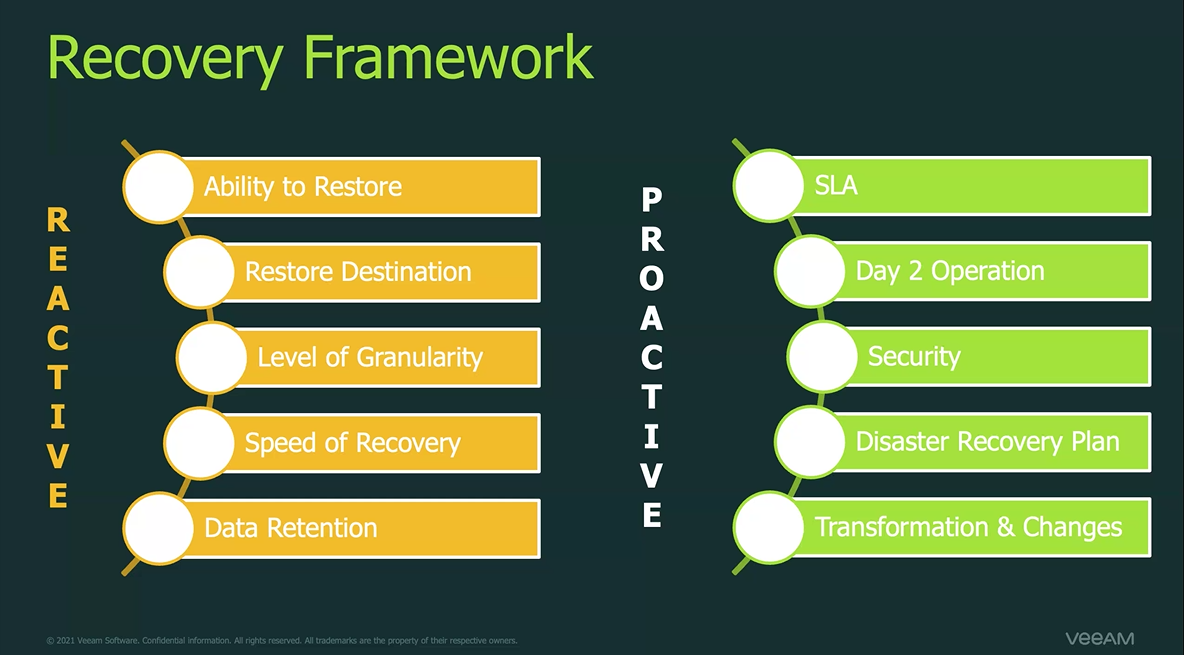 Recovery Framework
REACTIVE
Ability to Restore
Restore Destination
Level of Granularity
Speed of Recovery
Data Retention
PROACTIVE
SLA
Day 2 Operation
Security
Disaster Recovery Plan
Transformation & Changes
© 2021 Veeam Software. Confidential information. All rights reserved. All trademarks are the property of their respective owners.
VEEAM